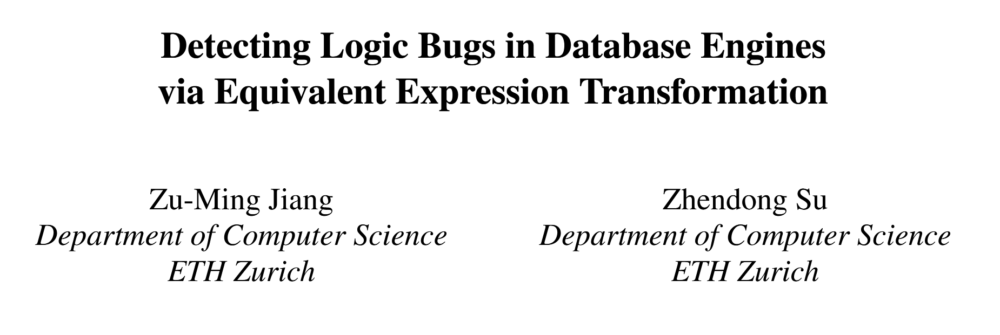 Detecting Logic Bugs in Database Engines
via Equivalent Expression Transformation
Zu-Ming Jiang
Department of Computer Science
ETH Zurich
Zhendong Su
Department of Computer Science
ETH Zurich